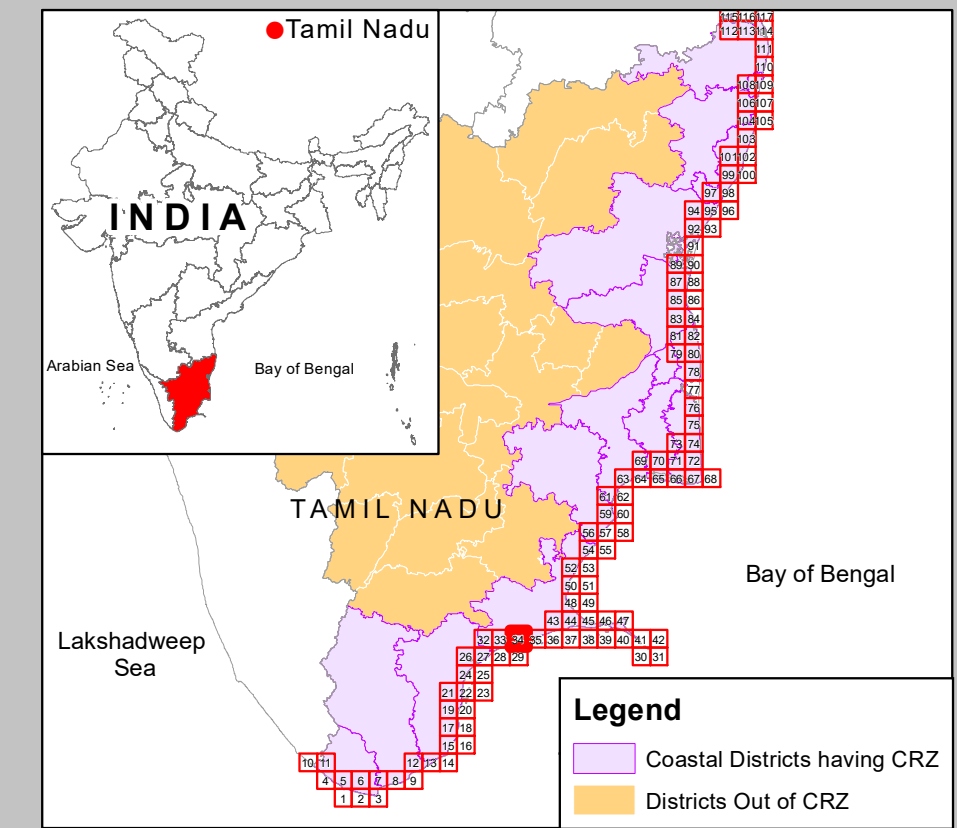 Tamil Nadu
INDIA
Arabian Sea
Bay of Bengal
115 116 117
112 113 114
111
110
108 109
106 107
104 105
103
101 102
99 100
97 98
94 95 96
92 93
91
89 90
87 88
85 86
83 84
81 82
79 80
78
77
76
75
73 74
69 70 71 72
63 64 65 66 67 68
61 62
TAMIL NADU
59 60
56 57 58
54 55
52 53
Bay of Bengal
50 51
48 49
43 44 45 46 47
Lakshadweep
Sea
32 33 34 35 36 37 38 39 40 41 42
26 27 28 29 30 31
24 25
21 22 23
19 20
17 18
15 16
10 11 12 13 14
4 5 6 7 8 9
1 2 3
Legend
Coastal Districts having CRZ
Districts Out of CRZ